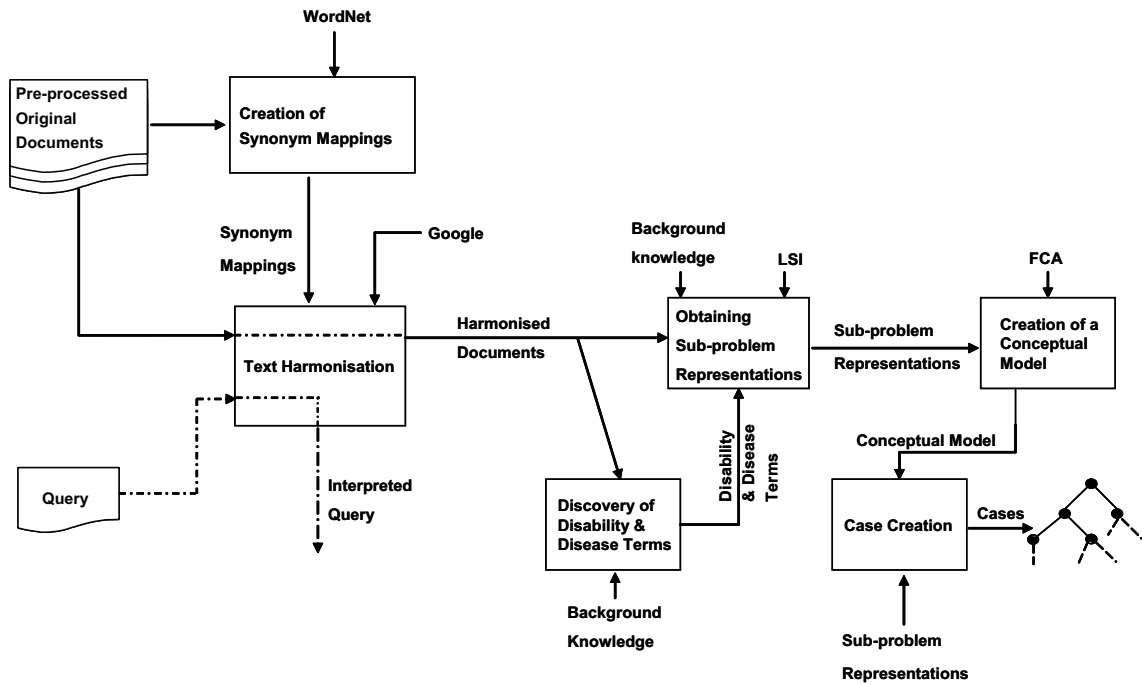 WordNet
Pre-processed
Original
Documents
Creation of
Synonym Mappings
Synonym
Mappings
Google
Text Harmonisation
Query
Interpreted
Query
Harmonised
Documents
Background
knowledge
LSI
Obtaining
Sub-problem
Representations
Disability
& Disease
Terms
Discovery of
Disability &
Disease Terms
Background
Knowledge
Sub-problem
Representations
FCA
Creation of a
Conceptual
Model
Conceptual Model
Case Creation
Cases
Sub-problem
Representations